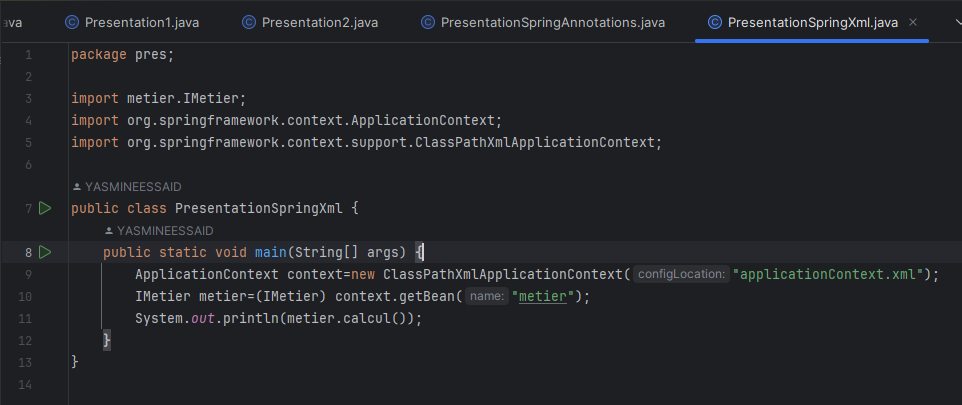 ava Presentation1.java Presentation2.java PresentationSpringAnnotations.java PresentationSpringXml.java
1 package pres;
2
3 import metier.IMetier;
4 import org.springframework.context.ApplicationContext;
5 import org.springframework.context.support.ClassPathXmlApplicationContext;
6
YASMINEESSAID
7 public class PresentationSpringXml {
YASMINEESSAID
8 public static void main(String[] args) {
9 ApplicationContext context=new ClassPathXmlApplicationContext( configLocation: "applicationContext.xml");
10 IMetier metier=(IMetier) context.getBean( name: "metier");
11 System.out.println(metier.calcul());
12 }
13 }
14